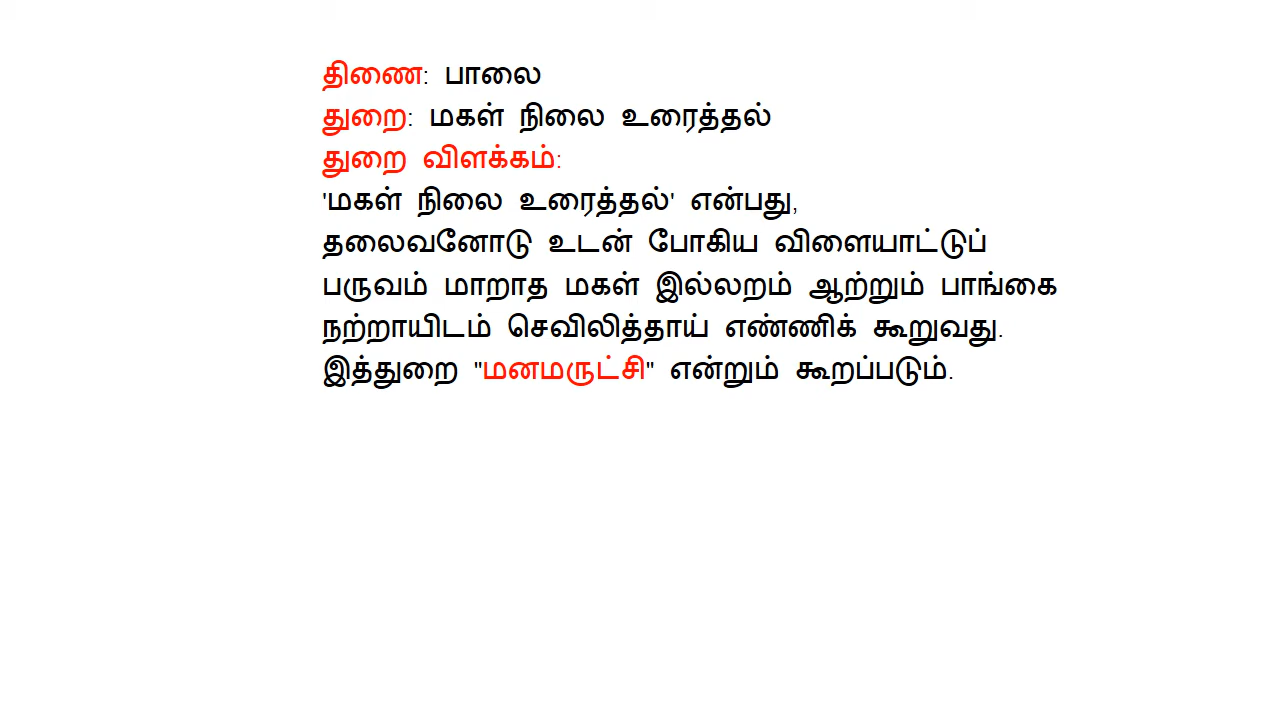 திணை: பாலை
துறை: மகள் நிலை உரைத்தல்
துறை விளக்கம்:
'மகள் நிலை உரைத்தல்' என்பது,
தலைவனோடு உடன் போகிய விளையாட்டுப்
பருவம் மாறாத மகள் இல்லறம் ஆற்றும் பாங்கை
நற்றாயிடம் செவிலித்தாய் எண்ணிக் கூறுவது.
இத்துறை "மனமருட்சி" என்றும் கூறப்படும்.